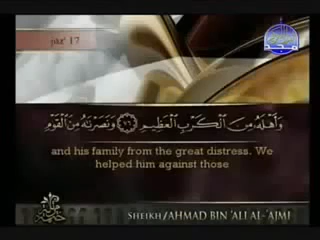 juz' 17
وَأَهْلَهُۥ مِنَ ٱلْكَرْبِ ٱلْعَظِيمِ ٧٦ وَنَصَرْنَٰهُ مِنَ ٱلْقَوْمِ
and his family from the great distress. We
helped him against those
SHEIKH/AHMAD BIN 'ALI AL-'AJMI